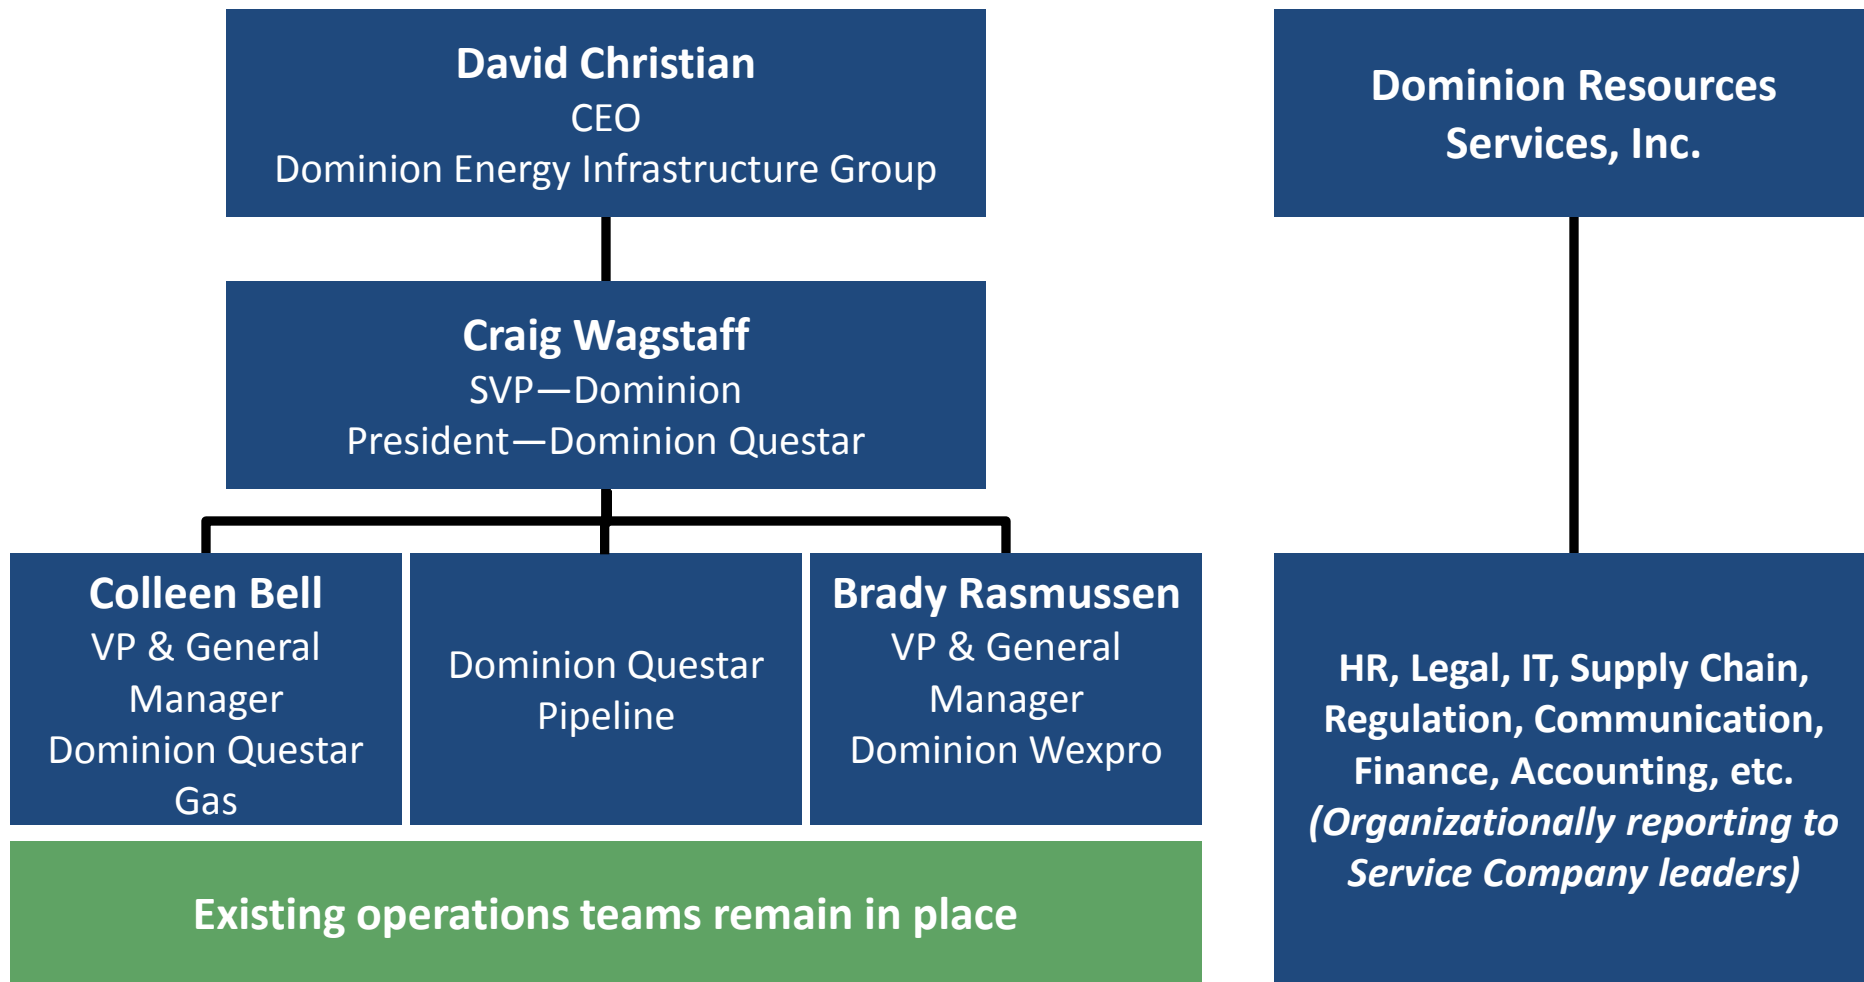 David Christian
CEO
Dominion Energy Infrastructure Group
Dominion Resources
Services, Inc.
Craig Wagstaff
SVP—Dominion
President—Dominion Questar
Colleen Bell
VP & General
Manager
Dominion Questar
Gas
Dominion Questar
Pipeline
Brady Rasmussen
VP & General
Manager
Dominion Wexpro
HR, Legal, IT, Supply Chain,
Regulation, Communication,
Finance, Accounting, etc.
(Organizationally reporting to
Service Company leaders)
Existing operations teams remain in place